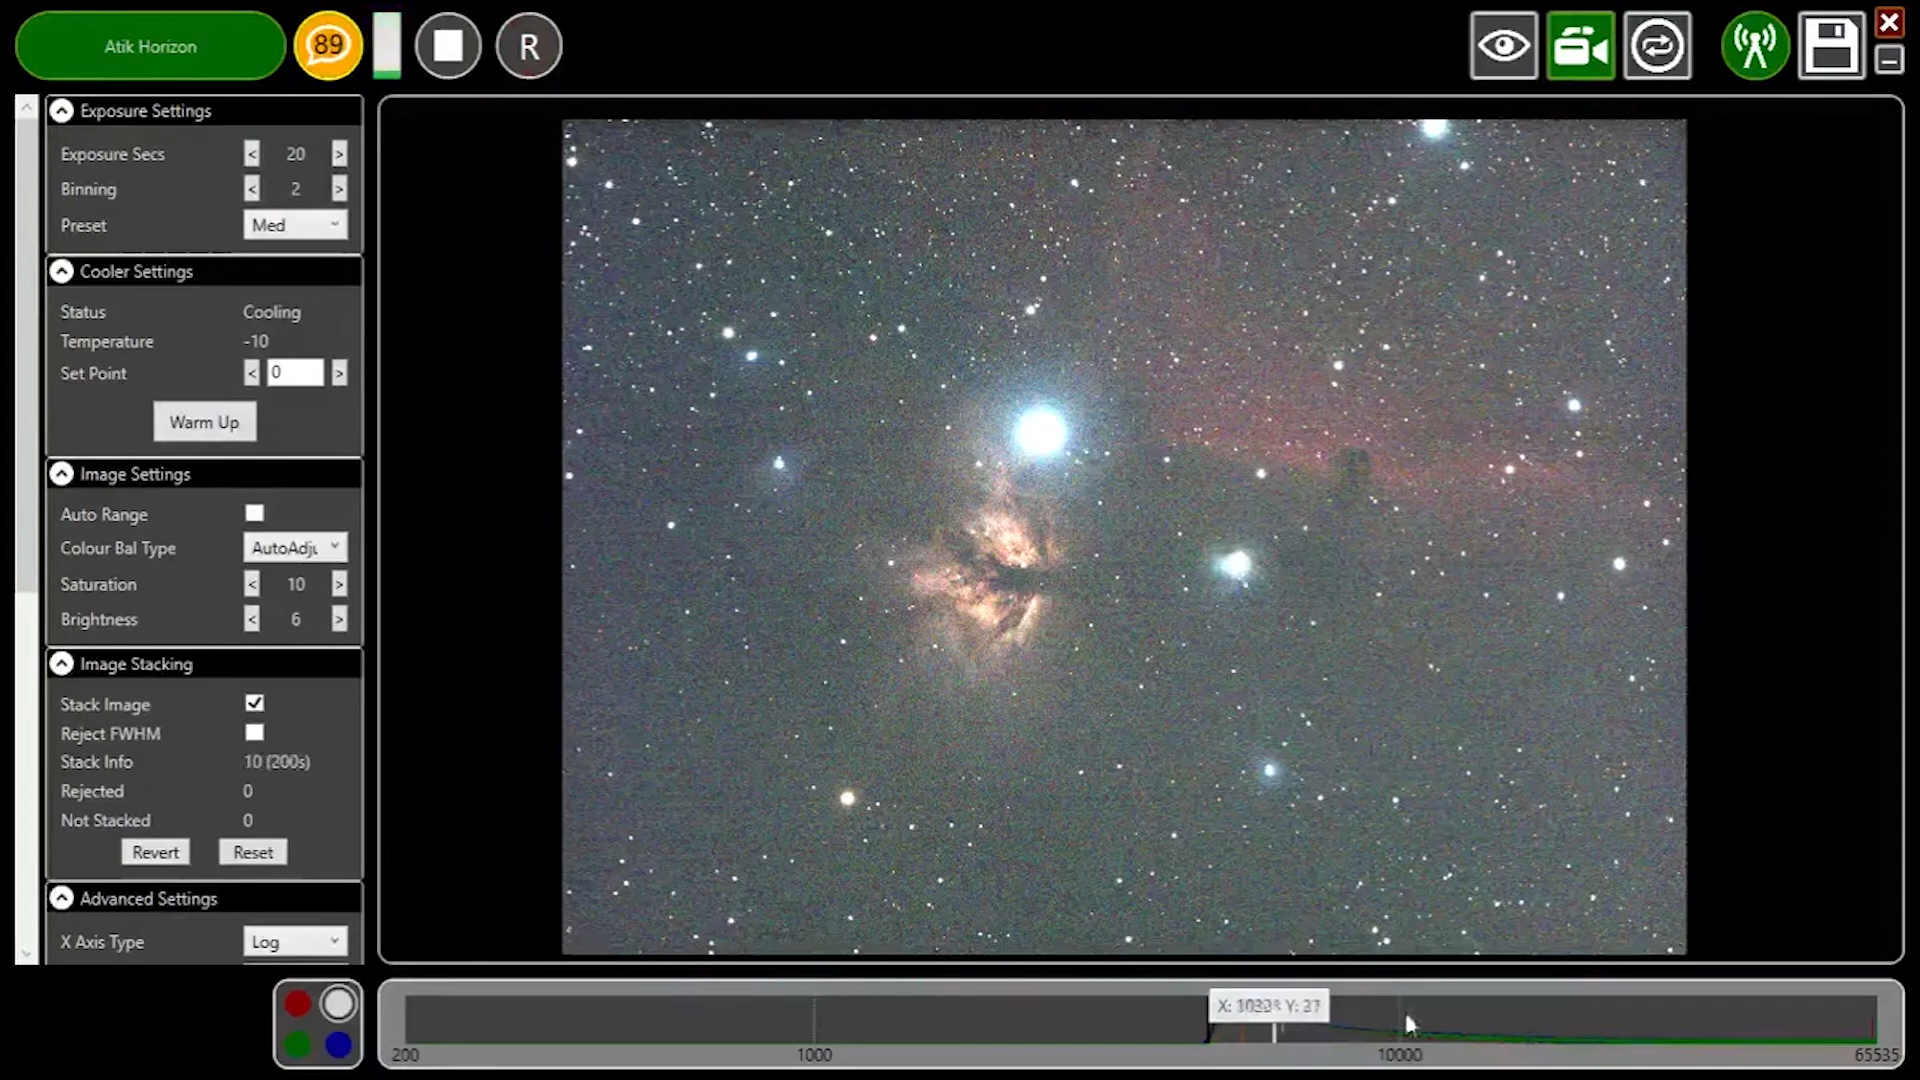 Atik Horizon
89
R
Exposure Settings
Exposure Secs < 20 >
Binning < 2 >
Preset Med
Cooler Settings
Status Cooling
Temperature -10
Set Point < 0 >
Warm Up
Image Settings
Auto Range
Colour Bal Type AutoAdju
Saturation < 10 >
Brightness < 6 >
Image Stacking
Stack Image
Reject FWHM
Stack Info 10 (200s)
Rejected 0
Not Stacked 0
Revert Reset
Advanced Settings
X Axis Type Log
X: Y:
200 1000 10000 65535